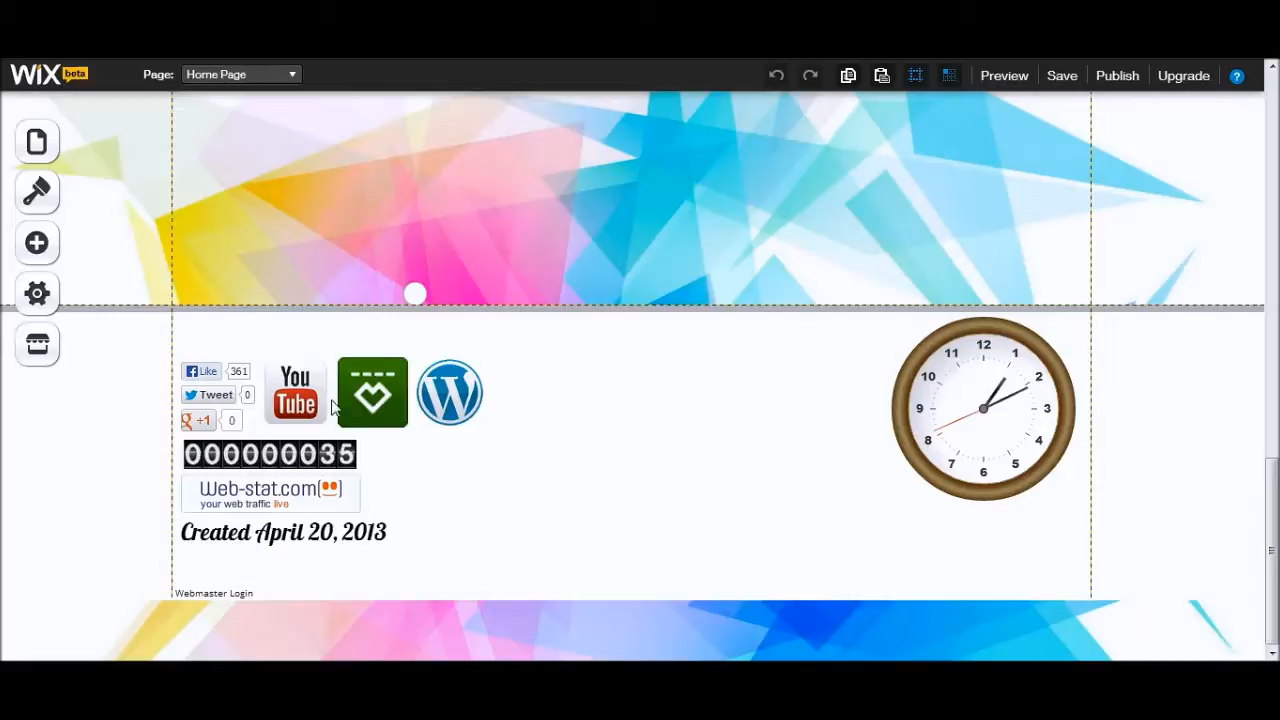 WiX beta Page: Home Page Preview Save Publish Upgrade ?
Like 361
Tweet 0
g +1 0
You
Tube
W
000000035
Web-stat.com
your web traffic live
Created April 20, 2013
Webmaster Login
12
11 1
10 2
9 3
8 4
7 5
6